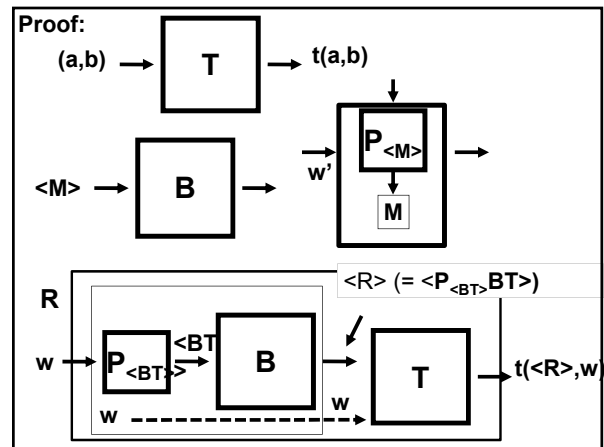 Proof:
(a,b) T t(a,b)
P<M>
<M> B w'
M
<R> (= <P<BT>BT>)
R
<BT
w P<BT>> B T t(<R>,w)
w w